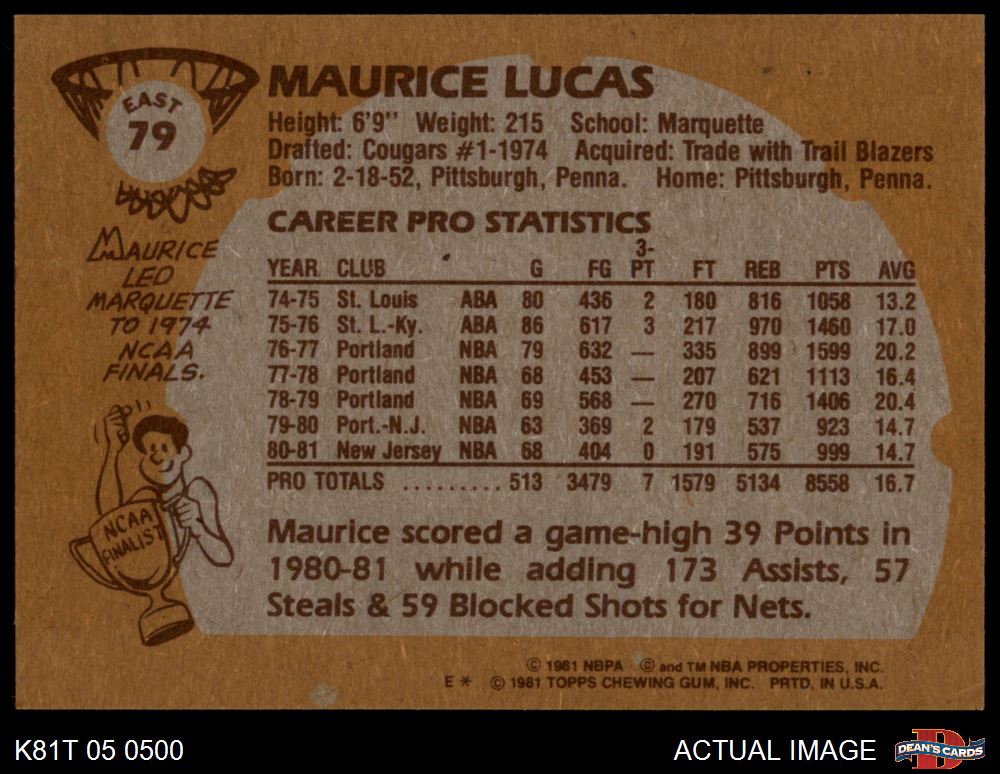 EAST
79
MAURICE LUCAS
Height: 6'9" Weight: 215 School: Marquette
Drafted: Cougars #1-1974 Acquired: Trade with Trail Blazers
Born: 2-18-52, Pittsburgh, Penna. Home: Pittsburgh, Penna.
CAREER PRO STATISTICS
YEAR CLUB G FG 3-PT FT REB PTS AVG
74-75 St. Louis ABA 80 436 2 180 816 1058 13.2
75-76 St. L.-Ky. ABA 86 617 3 217 970 1460 17.0
76-77 Portland NBA 79 632 — 335 899 1599 20.2
77-78 Portland NBA 68 453 — 207 621 1113 16.4
78-79 Portland NBA 69 568 — 270 716 1406 20.4
79-80 Port.-N.J. NBA 63 369 2 179 537 923 14.7
80-81 New Jersey NBA 68 404 0 191 575 999 14.7
PRO TOTALS ......... 513 3479 7 1579 5134 8558 16.7
Maurice scored a game-high 39 Points in
1980-81 while adding 173 Assists, 57
Steals & 59 Blocked Shots for Nets.
MAURICE
LED
MARQUETTE
TO 1974
NCAA
FINALS.
NCAA
FINALIST
© 1981 NBPA © and TM NBA PROPERTIES, INC.
E * © 1981 TOPPS CHEWING GUM, INC. PRTD. IN U.S.A.
K81T 05 0500
ACTUAL IMAGE
D
DEAN'S CARDS